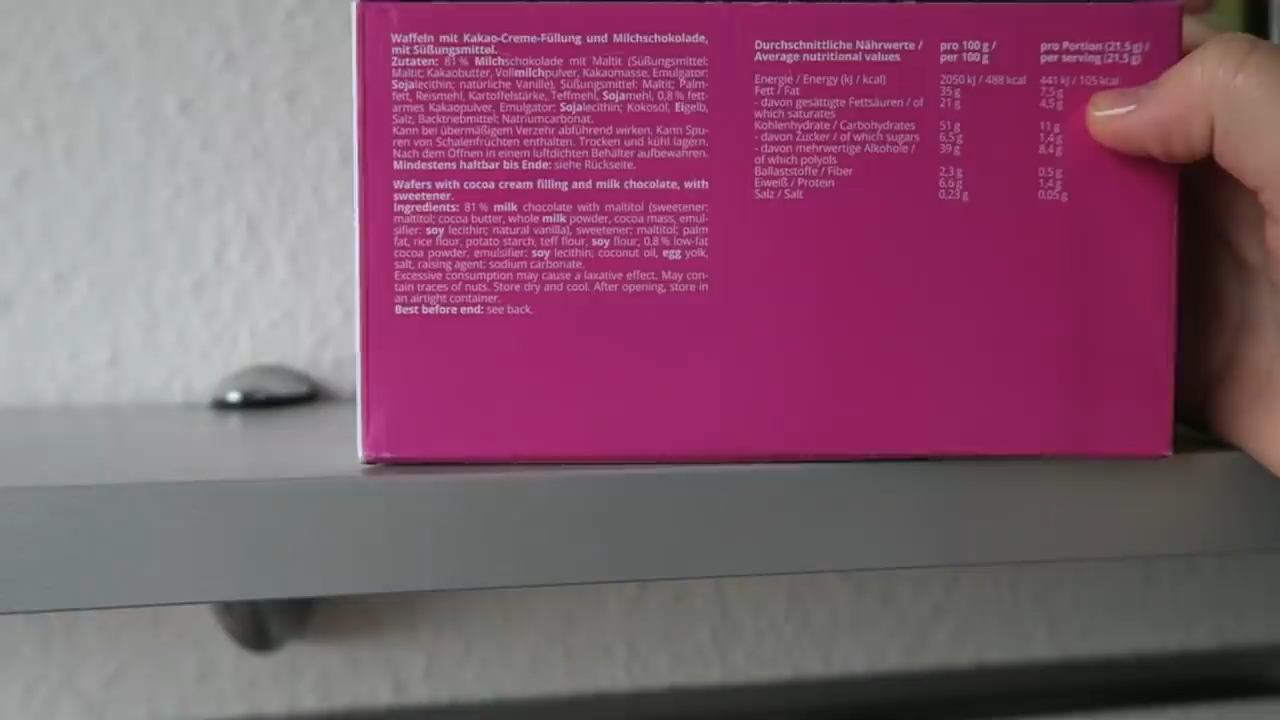 Waffeln mit Kakao-Creme-Füllung und Milchschokolade,
mit Süßungsmittel.
Zutaten: 81% Milchschokolade mit Maltit (Süßungsmittel:
Maltit; Kakaobutter, Vollmilchpulver, Kakaomasse, Emulgator:
Sojalecithin; natürliche Vanille), Süßungsmittel: Maltit; Palm-
fett, Reismehl, Kartoffelstärke, Teffmehl, Sojamehl, 0,8% fett-
armes Kakaopulver, Emulgator: Sojalecithin; Kokosöl, Eigelb,
Salz, Backtriebmittel: Natriumcarbonat.
Kann bei übermäßigem Verzehr abführend wirken. Kann Spu-
ren von Schalenfrüchten enthalten. Trocken und kühl lagern.
Nach dem Öffnen in einem luftdichten Behälter aufbewahren.
Mindestens haltbar bis Ende: siehe Rückseite.
Wafers with cocoa cream filling and milk chocolate, with
sweetener.
Ingredients: 81% milk chocolate with maltitol (sweetener:
maltitol; cocoa butter, whole milk powder, cocoa mass, emul-
sifier: soy lecithin; natural vanilla), sweetener: maltitol; palm
fat, rice flour, potato starch, teff flour, soy flour, 0,8% low-fat
cocoa powder, emulsifier: soy lecithin; coconut oil, egg yolk,
salt, raising agent: sodium carbonate.
Excessive consumption may cause a laxative effect. May con-
tain traces of nuts. Store dry and cool. After opening, store in
an airtight container.
Best before end: see back.
Durchschnittliche Nährwerte / pro 100 g / pro Portion (21,5 g) /
Average nutritional values per 100 g per serving (21,5 g)
Energie / Energy (kJ / kcal) 2050 kJ / 488 kcal 441 kJ / 105 kcal
Fett / Fat 35 g 7,5 g
- davon gesättigte Fettsäuren / of 21 g 4,5 g
which saturates
Kohlenhydrate / Carbohydrates 51 g 11 g
- davon Zucker / of which sugars 6,5 g 1,4 g
- davon mehrwertige Alkohole / 39 g 8,4 g
of which polyols
Ballaststoffe / Fiber 2,3 g 0,5 g
Eiweiß / Protein 6,6 g 1,4 g
Salz / Salt 0,23 g 0,05 g